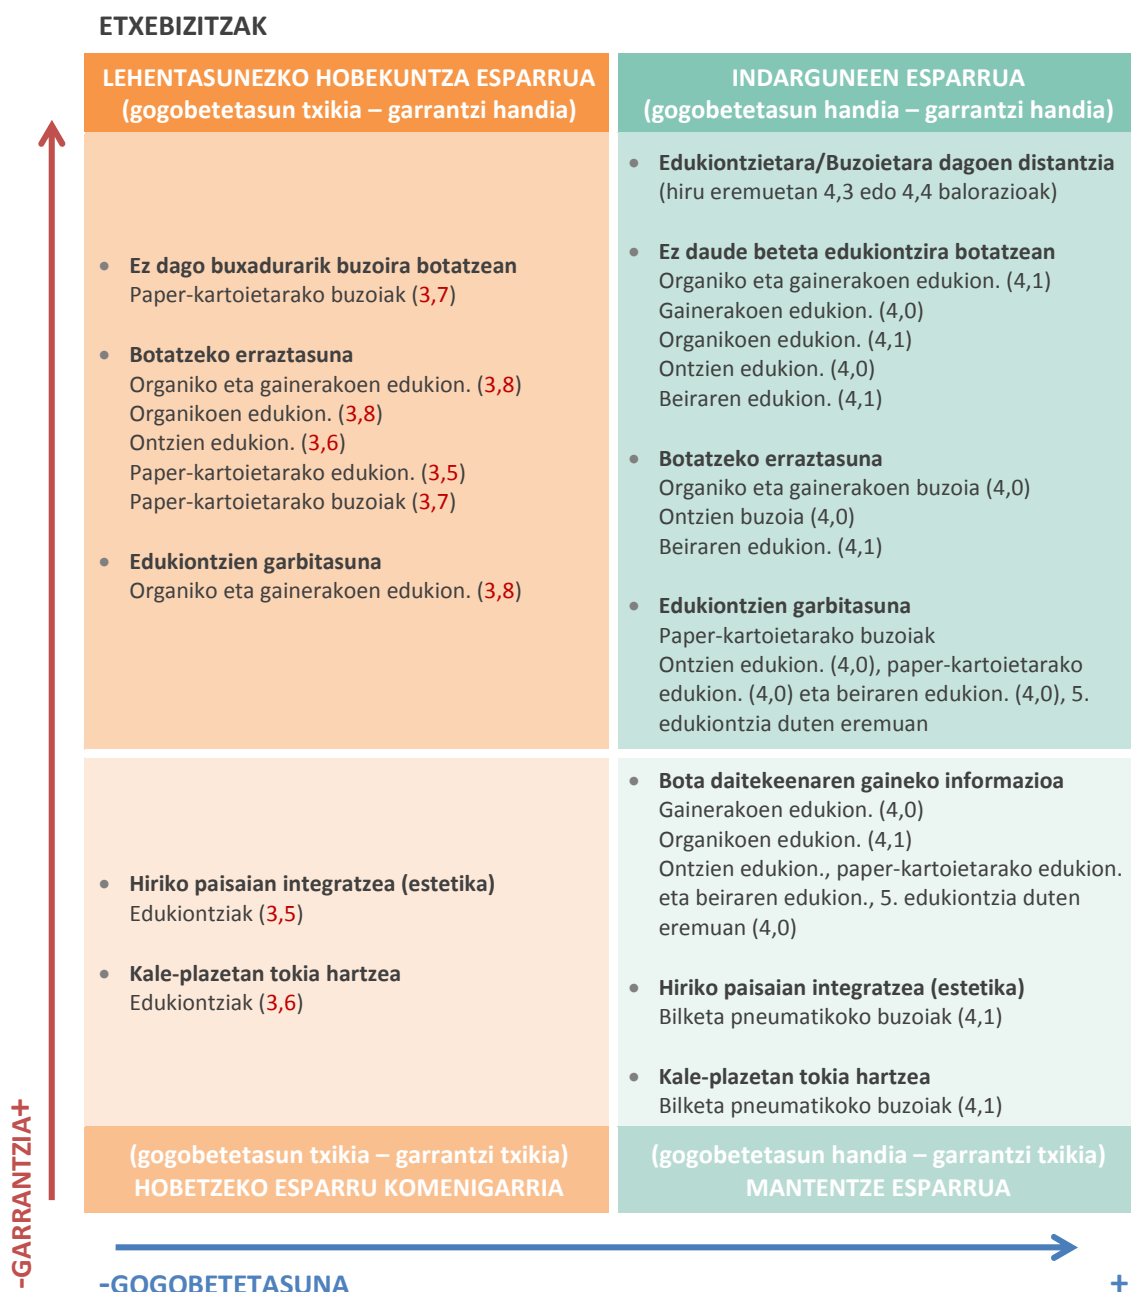 ETXEBIZITZAK
LEHENTASUNEZKO HOBEKUNTZA ESPARRUA
(gogobetetasun txikia – garrantzi handia)
• Ez dago buxadurarik buzoira botatzean
Paper-kartoietarako buzoiak (3,7)
• Botatzeko erraztasuna
Organiko eta gainerakoen edukion. (3,8)
Organikoen edukion. (3,8)
Ontzien edukion. (3,6)
Paper-kartoietarako edukion. (3,5)
Paper-kartoietarako buzoiak (3,7)
• Edukiontzien garbitasuna
Organiko eta gainerakoen edukion. (3,8)
INDARGUNEEN ESPARRUA
(gogobetetasun handia – garrantzi handia)
• Edukiontzietara/Buzoietara dagoen distantzia
(hiru eremuetan 4,3 edo 4,4 balorazioak)
• Ez daude beteta edukiontzira botatzean
Organiko eta gainerakoen edukion. (4,1)
Gainerakoen edukion. (4,0)
Organikoen edukion. (4,1)
Ontzien edukion. (4,0)
Beiraren edukion. (4,1)
• Botatzeko erraztasuna
Organiko eta gainerakoen buzoia (4,0)
Ontzien buzoia (4,0)
Beiraren edukion. (4,1)
• Edukiontzien garbitasuna
Paper-kartoietarako buzoiak
Ontzien edukion. (4,0), paper-kartoietarako
edukion. (4,0) eta beiraren edukion. (4,0), 5.
edukiontzia duten eremuan
• Hiriko paisaian integratzea (estetika)
Edukiontziak (3,5)
• Kale-plazetan tokia hartzea
Edukiontziak (3,6)
(gogobetetasun txikia – garrantzi txikia)
HOBETZEKO ESPARRU KOMENIGARRIA
• Bota daitekeenaren gaineko informazioa
Gainerakoen edukion. (4,0)
Organikoen edukion. (4,1)
Ontzien edukion., paper-kartoietarako edukion.
eta beiraren edukion., 5. edukiontzia duten
eremuan (4,0)
• Hiriko paisaian integratzea (estetika)
Bilketa pneumatikoko buzoiak (4,1)
• Kale-plazetan tokia hartzea
Bilketa pneumatikoko buzoiak (4,1)
(gogobetetasun handia – garrantzi txikia)
MANTENTZE ESPARRUA
-GARRANTZIA+
-GOGOBETETASUNA +